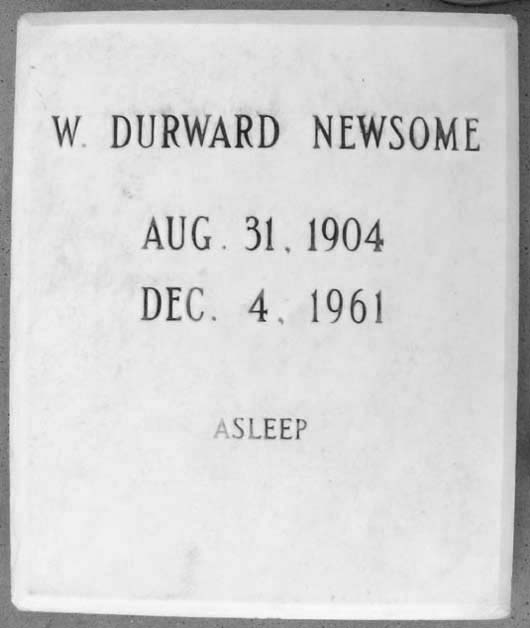 W. DURWARD NEWSOME
AUG. 31, 1904
DEC. 4, 1961
ASLEEP